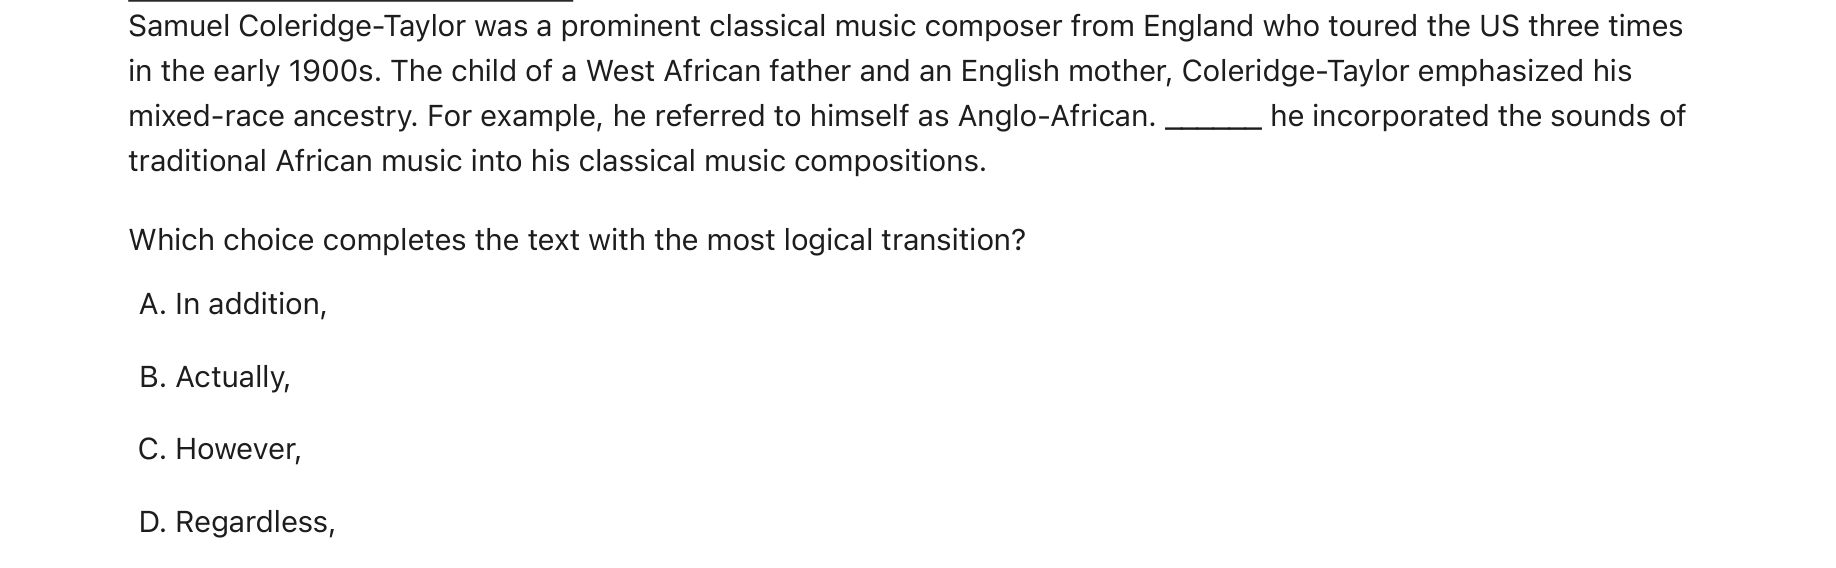 Samuel Coleridge-Taylor was a prominent classical music composer from England who toured the US three times
in the early 1900s. The child of a West African father and an English mother, Coleridge-Taylor emphasized his
mixed-race ancestry. For example, he referred to himself as Anglo-African. ______ he incorporated the sounds of
traditional African music into his classical music compositions.
Which choice completes the text with the most logical transition?
A. In addition,
B. Actually,
C. However,
D. Regardless,